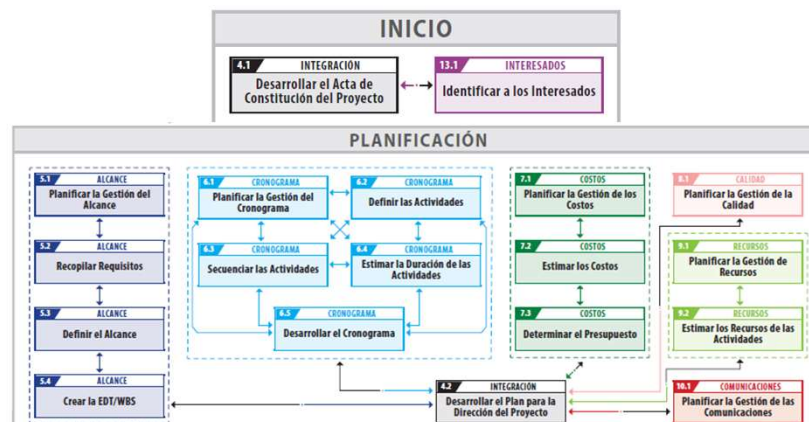 INICIO
4.1 INTEGRACIÓN
Desarrollar el Acta de
Constitución del Proyecto
13.1 INTERESADOS
Identificar a los Interesados
PLANIFICACIÓN
5.1 ALCANCE
Planificar la Gestión del
Alcance
5.2 ALCANCE
Recopilar Requisitos
5.3 ALCANCE
Definir el Alcance
5.4 ALCANCE
Crear la EDT/WBS
6.1 CRONOGRAMA
Planificar la Gestión del
Cronograma
6.2 CRONOGRAMA
Definir las Actividades
6.3 CRONOGRAMA
Secuenciar las Actividades
6.4 CRONOGRAMA
Estimar la Duración de las
Actividades
6.5 CRONOGRAMA
Desarrollar el Cronograma
7.1 COSTOS
Planificar la Gestión de los
Costos
7.2 COSTOS
Estimar los Costos
7.3 COSTOS
Determinar el Presupuesto
8.1 CALIDAD
Planificar la Gestión de la
Calidad
9.1 RECURSOS
Planificar la Gestión de
Recursos
9.2 RECURSOS
Estimar los Recursos de las
Actividades
4.2 INTEGRACIÓN
Desarrollar el Plan para la
Dirección del Proyecto
10.1 COMUNICACIONES
Planificar la Gestión de las
Comunicaciones